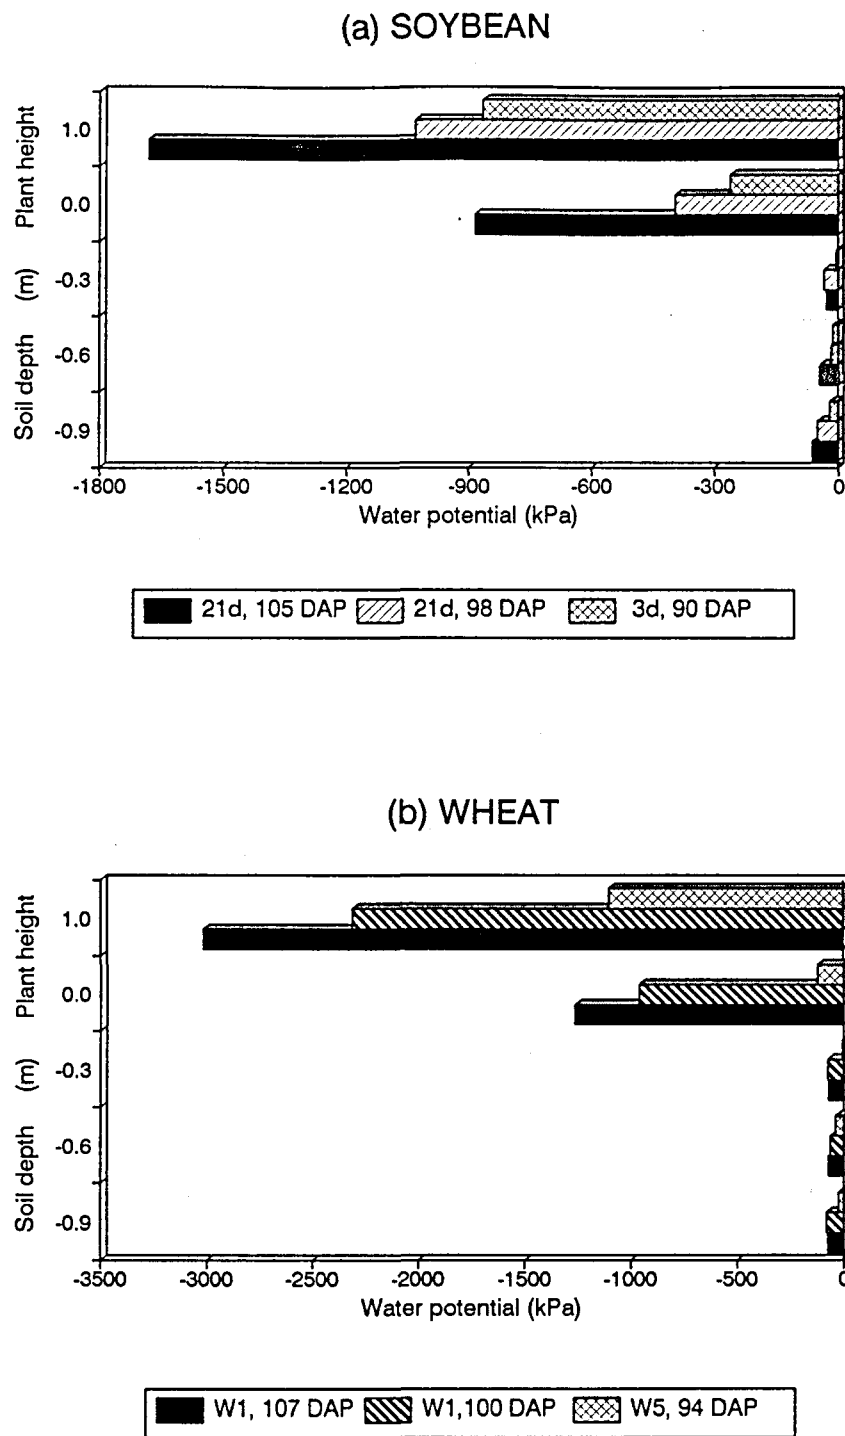 (a) SOYBEAN
Plant height
1.0
0.0
(m)
-0.3
Soil depth
-0.6
-0.9
-1800 -1500 -1200 -900 -600 -300 0
Water potential (kPa)
21d, 105 DAP 21d, 98 DAP 3d, 90 DAP
(b) WHEAT
Plant height
1.0
0.0
(m)
-0.3
Soil depth
-0.6
-0.9
-3500 -3000 -2500 -2000 -1500 -1000 -500 0
Water potential (kPa)
W1, 107 DAP W1,100 DAP W5, 94 DAP